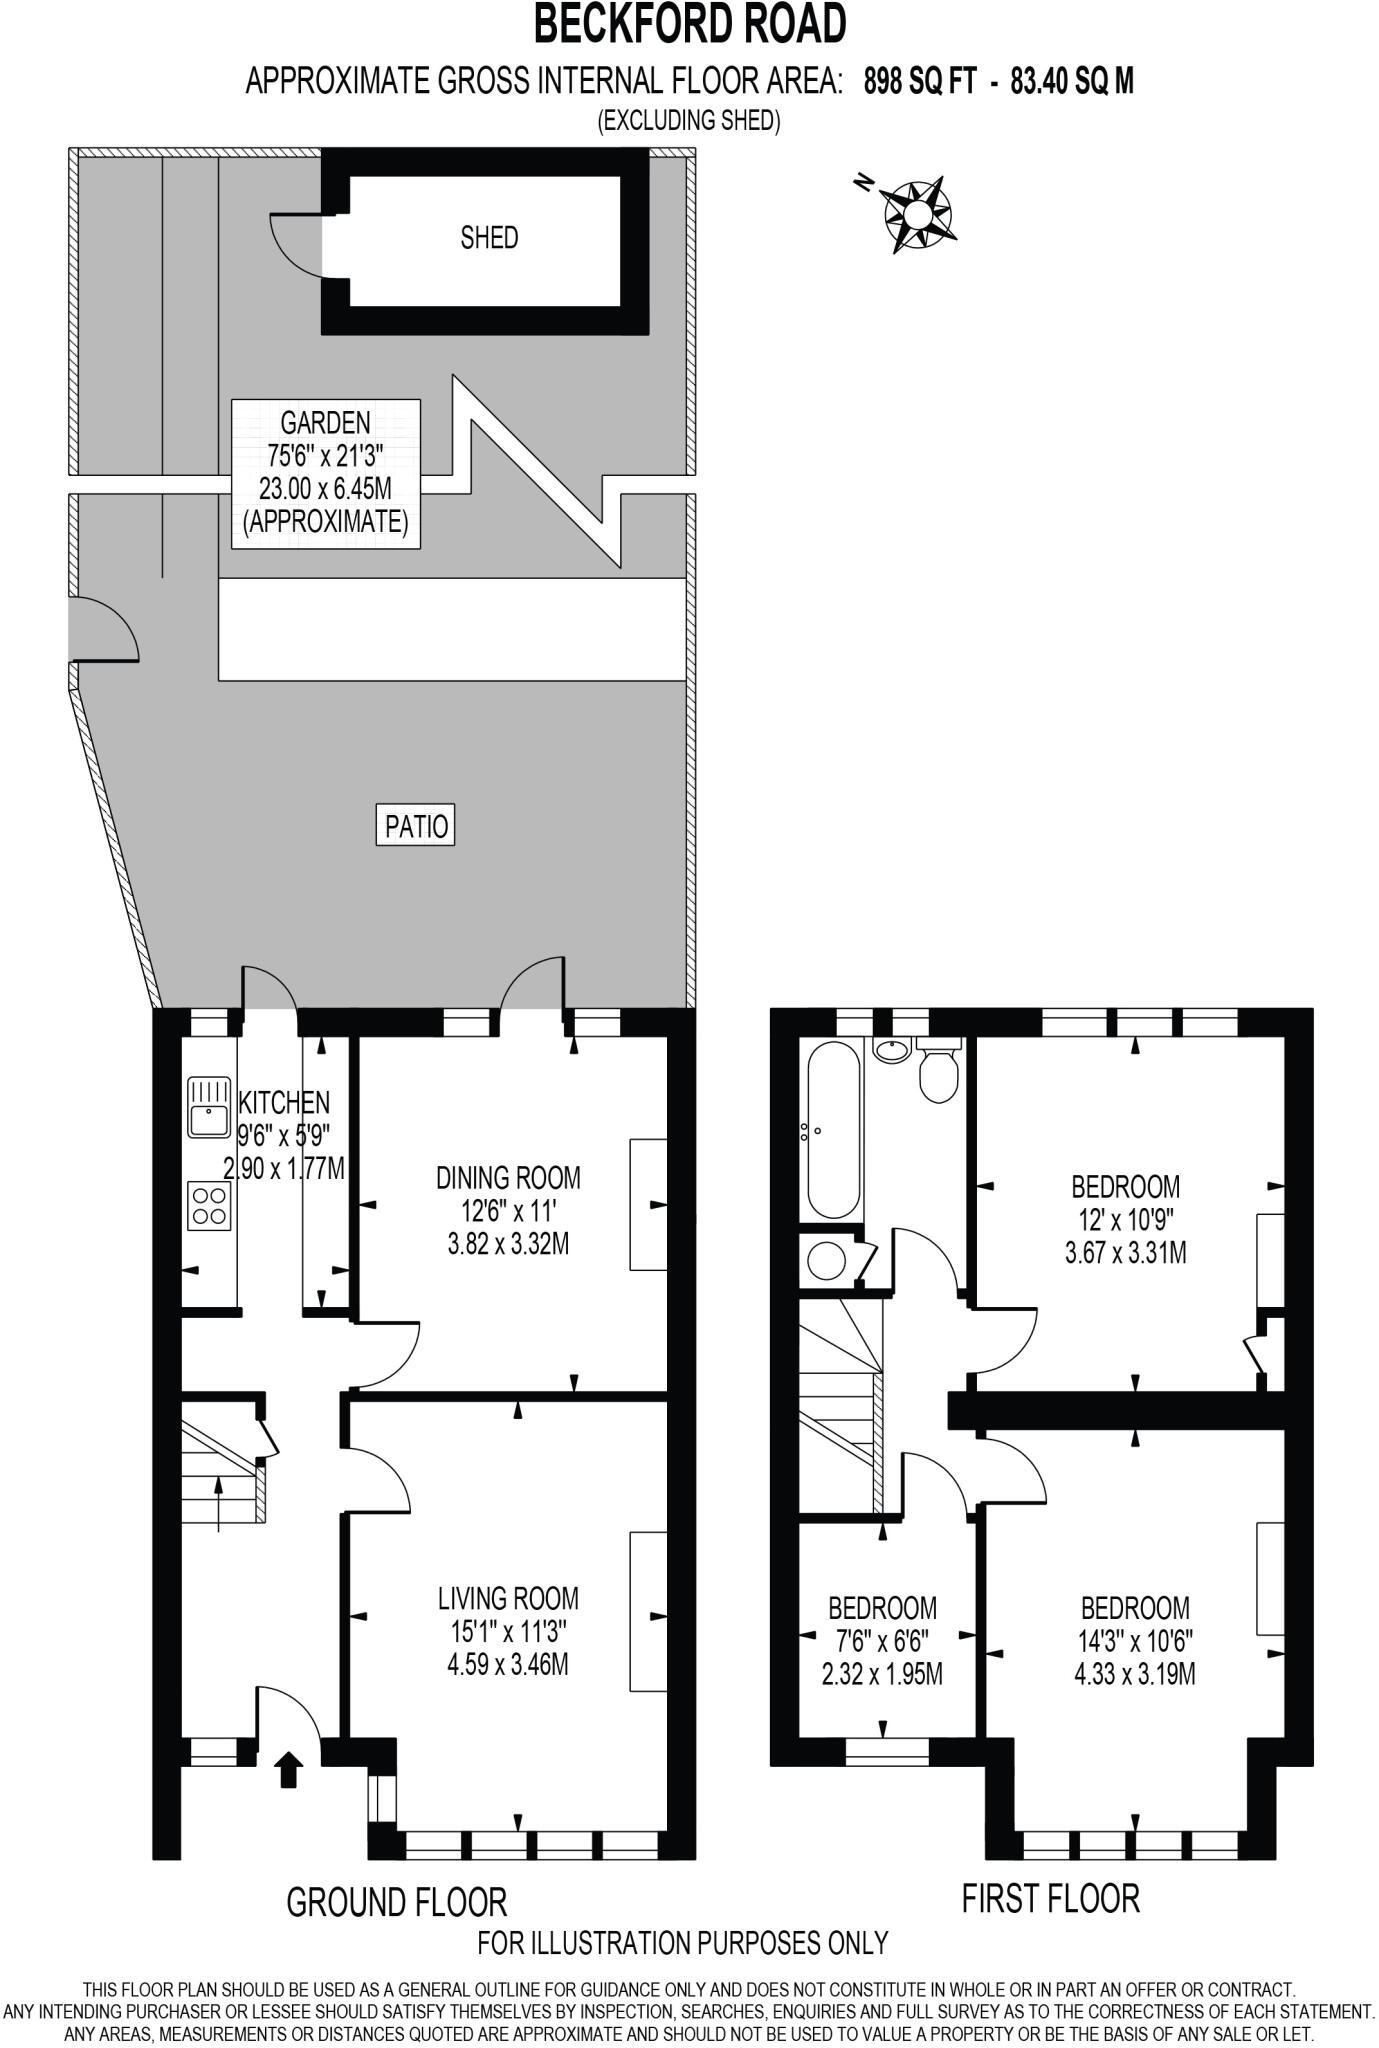 BECKFORD ROAD
APPROXIMATE GROSS INTERNAL FLOOR AREA: 898 SQ FT - 83.40 SQ M
(EXCLUDING SHED)
N
SHED
GARDEN
75'6" x 21'3"
23.00 x 6.45M
(APPROXIMATE)
PATIO
KITCHEN
9'6" x 5'9"
2.90 x 1.77M
DINING ROOM
12'6" x 11'
3.82 x 3.32M
LIVING ROOM
15'1" x 11'3"
4.59 x 3.46M
GROUND FLOOR
BEDROOM
12' x 10'9"
3.67 x 3.31M
BEDROOM
7'6" x 6'6"
2.32 x 1.95M
BEDROOM
14'3" x 10'6"
4.33 x 3.19M
FIRST FLOOR
FOR ILLUSTRATION PURPOSES ONLY
THIS FLOOR PLAN SHOULD BE USED AS A GENERAL OUTLINE FOR GUIDANCE ONLY AND DOES NOT CONSTITUTE IN WHOLE OR IN PART AN OFFER OR CONTRACT.
ANY INTENDING PURCHASER OR LESSEE SHOULD SATISFY THEMSELVES BY INSPECTION, SEARCHES, ENQUIRIES AND FULL SURVEY AS TO THE CORRECTNESS OF EACH STATEMENT.
ANY AREAS, MEASUREMENTS OR DISTANCES QUOTED ARE APPROXIMATE AND SHOULD NOT BE USED TO VALUE A PROPERTY OR BE THE BASIS OF ANY SALE OR LET.